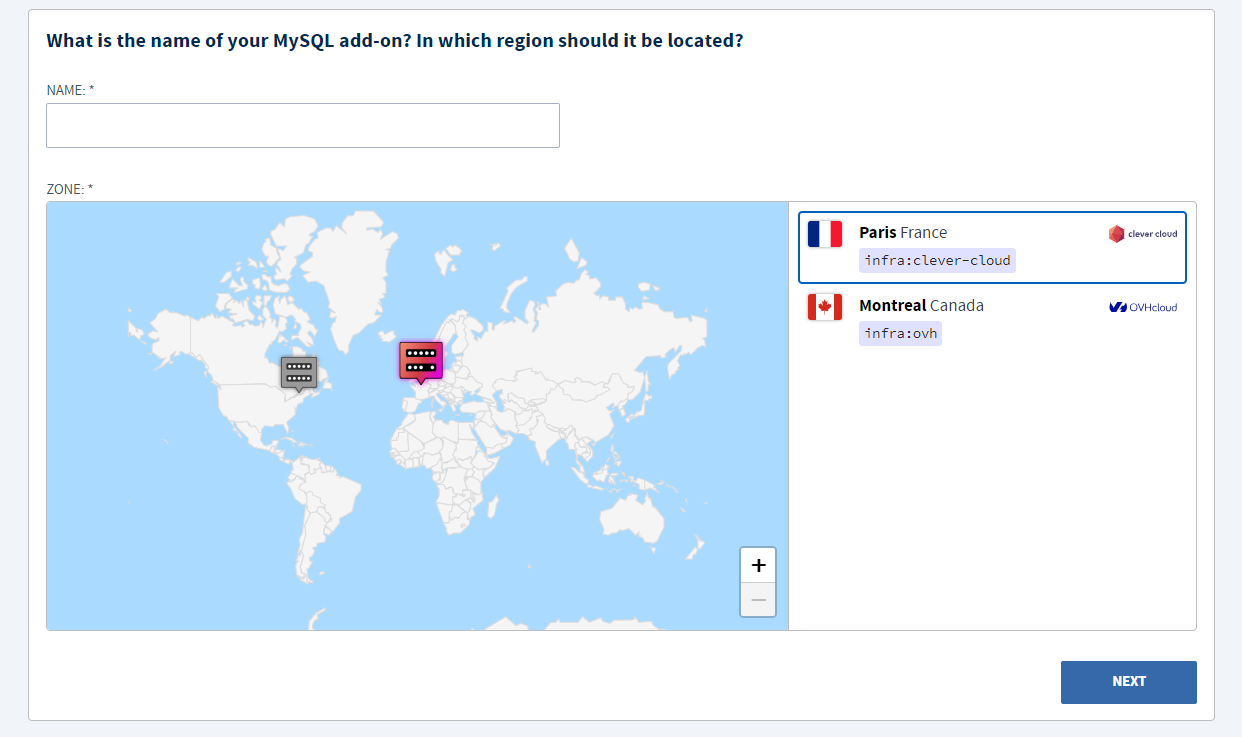 What is the name of your MySQL add-on? In which region should it be located?
NAME: *
ZONE: *
Paris France
clever cloud
infra:clever-cloud
Montreal Canada
OVHcloud
infra:ovh
+
−
NEXT